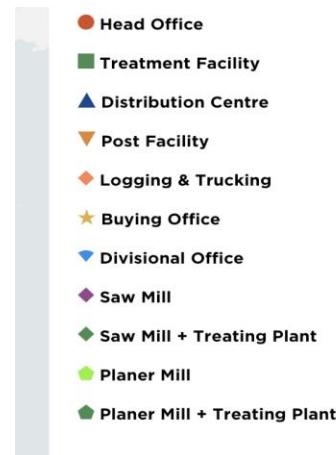 Head Office
Treatment Facility
Distribution Centre
Post Facility
Logging & Trucking
Buying Office
Divisional Office
Saw Mill
Saw Mill + Treating Plant
Planer Mill
Planer Mill + Treating Plant